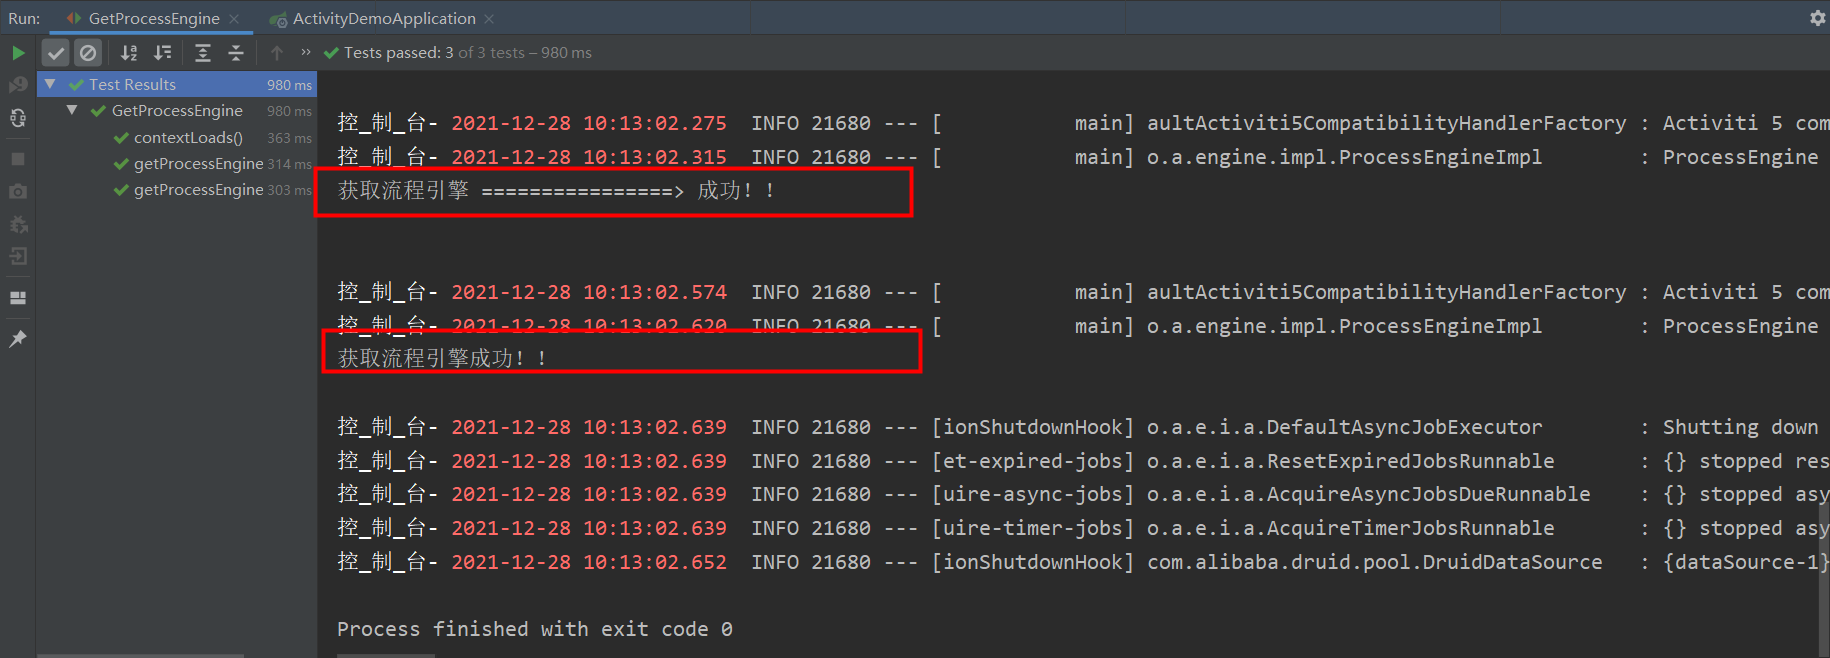 Run: GetProcessEngine × ActivityDemoApplication ×
Tests passed: 3 of 3 tests – 980 ms
Test Results 980 ms
GetProcessEngine 980 ms
contextLoads() 363 ms
getProcessEngine 314 ms
getProcessEngine 303 ms
控_制_台- 2021-12-28 10:13:02.275 INFO 21680 --- [ main] aultActiviti5CompatibilityHandlerFactory : Activiti 5 com
控_制_台- 2021-12-28 10:13:02.315 INFO 21680 --- [ main] o.a.engine.impl.ProcessEngineImpl : ProcessEngine
获取流程引擎 ================> 成功！！
控_制_台- 2021-12-28 10:13:02.574 INFO 21680 --- [ main] aultActiviti5CompatibilityHandlerFactory : Activiti 5 com
控_制_台- 2021-12-28 10:13:02.620 INFO 21680 --- [ main] o.a.engine.impl.ProcessEngineImpl : ProcessEngine
获取流程引擎成功！！
控_制_台- 2021-12-28 10:13:02.639 INFO 21680 --- [ionShutdownHook] o.a.e.i.a.DefaultAsyncJobExecutor : Shutting down
控_制_台- 2021-12-28 10:13:02.639 INFO 21680 --- [et-expired-jobs] o.a.e.i.a.ResetExpiredJobsRunnable : {} stopped res
控_制_台- 2021-12-28 10:13:02.639 INFO 21680 --- [uire-async-jobs] o.a.e.i.a.AcquireAsyncJobsDueRunnable : {} stopped asy
控_制_台- 2021-12-28 10:13:02.639 INFO 21680 --- [uire-timer-jobs] o.a.e.i.a.AcquireTimerJobsRunnable : {} stopped asy
控_制_台- 2021-12-28 10:13:02.652 INFO 21680 --- [ionShutdownHook] com.alibaba.druid.pool.DruidDataSource : {dataSource-1}
Process finished with exit code 0